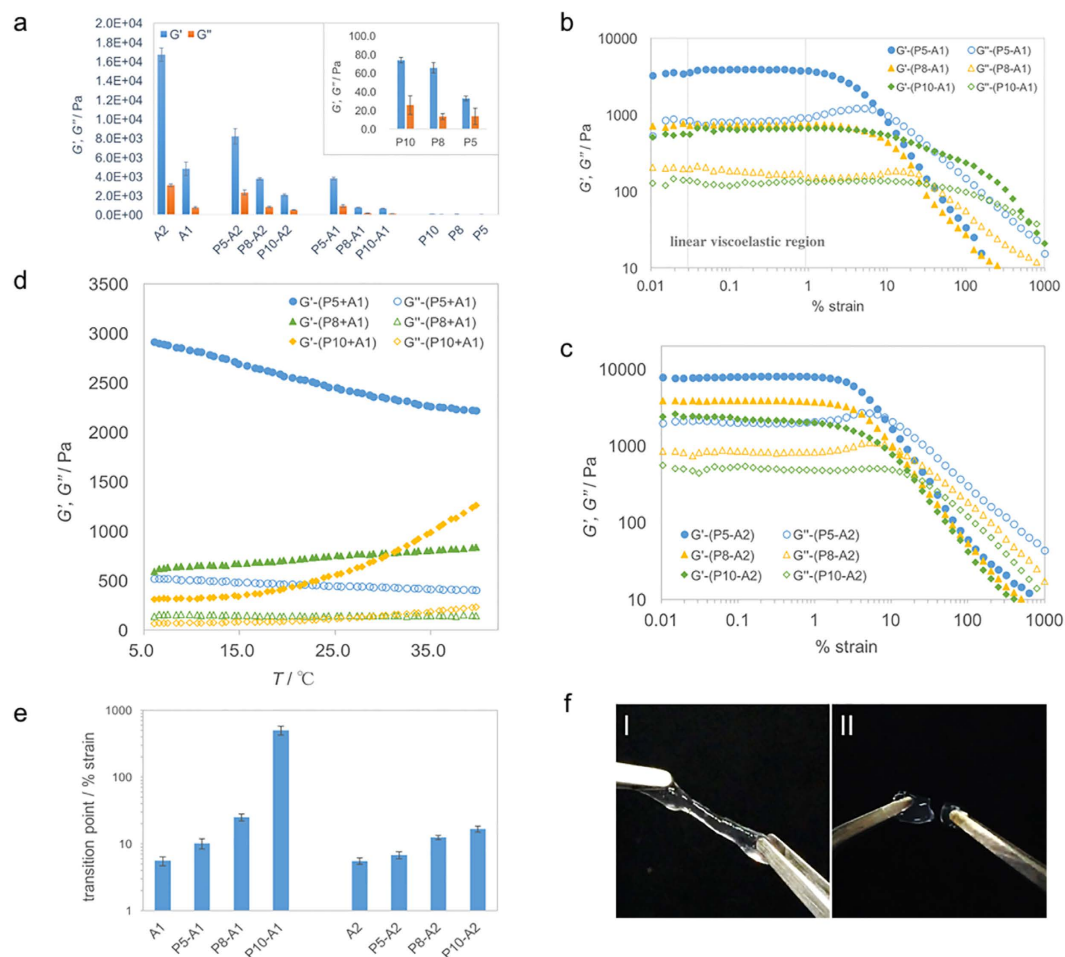 a
G', G'' / Pa
2.0E+04
1.8E+04
1.6E+04
1.4E+04
1.2E+04
1.0E+04
8.0E+03
6.0E+03
4.0E+03
2.0E+03
0.0E+00
G' G''
A2 A1 P5-A2 P8-A2 P10-A2 P5-A1 P8-A1 P10-A1 P10 P8 P5
G', G'' / Pa
100.0
80.0
60.0
40.0
20.0
0.0
P10 P8 P5
b
G', G'' / Pa
10000
1000
100
10
G'-(P5-A1) G''-(P5-A1)
G'-(P8-A1) G''-(P8-A1)
G'-(P10-A1) G''-(P10-A1)
linear viscoelastic region
0.01 0.1 1 10 100 1000
% strain
d
G', G'' / Pa
3500
3000
2500
2000
1500
1000
500
0
G'-(P5+A1) G''-(P5+A1)
G'-(P8+A1) G''-(P8+A1)
G'-(P10+A1) G''-(P10+A1)
5.0 15.0 25.0 35.0
T / ℃
c
G', G'' / Pa
10000
1000
100
10
G'-(P5-A2) G''-(P5-A2)
G'-(P8-A2) G''-(P8-A2)
G'-(P10-A2) G''-(P10-A2)
0.01 0.1 1 10 100 1000
% strain
e
transition point / % strain
1000
100
10
1
A1 P5-A1 P8-A1 P10-A1 A2 P5-A2 P8-A2 P10-A2
f
I II